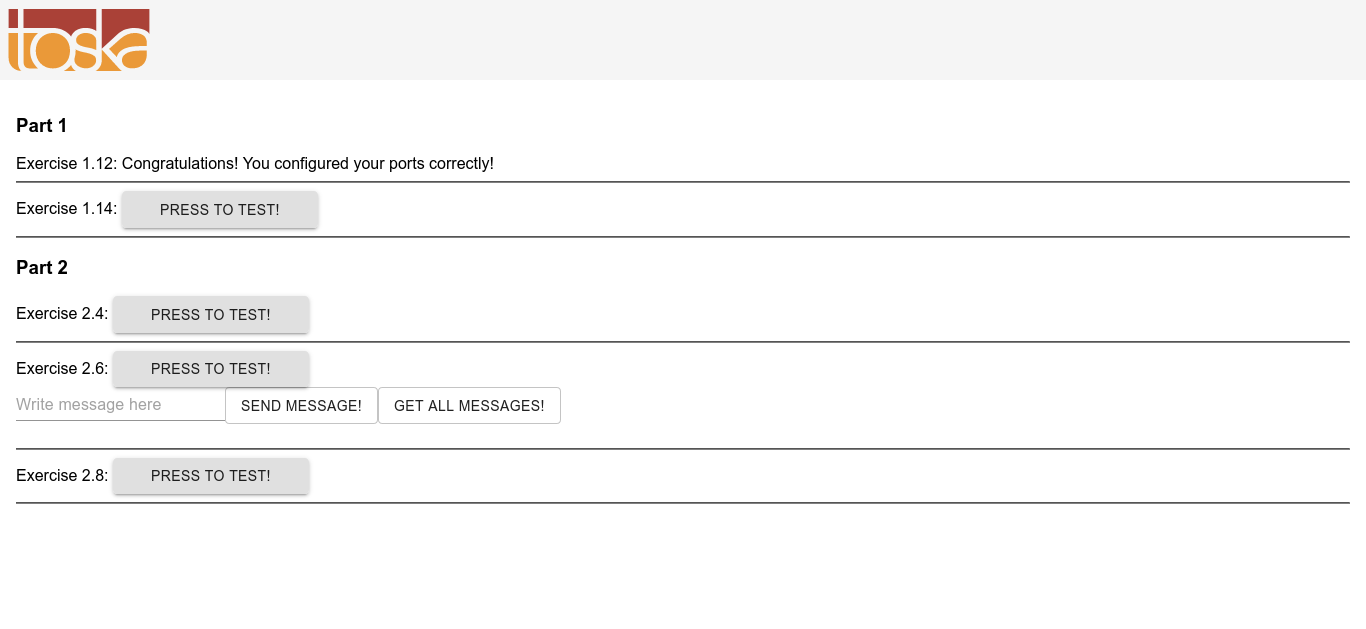 toska
Part 1
Exercise 1.12: Congratulations! You configured your ports correctly!
Exercise 1.14: PRESS TO TEST!
Part 2
Exercise 2.4: PRESS TO TEST!
Exercise 2.6: PRESS TO TEST!
Write message here SEND MESSAGE! GET ALL MESSAGES!
Exercise 2.8: PRESS TO TEST!